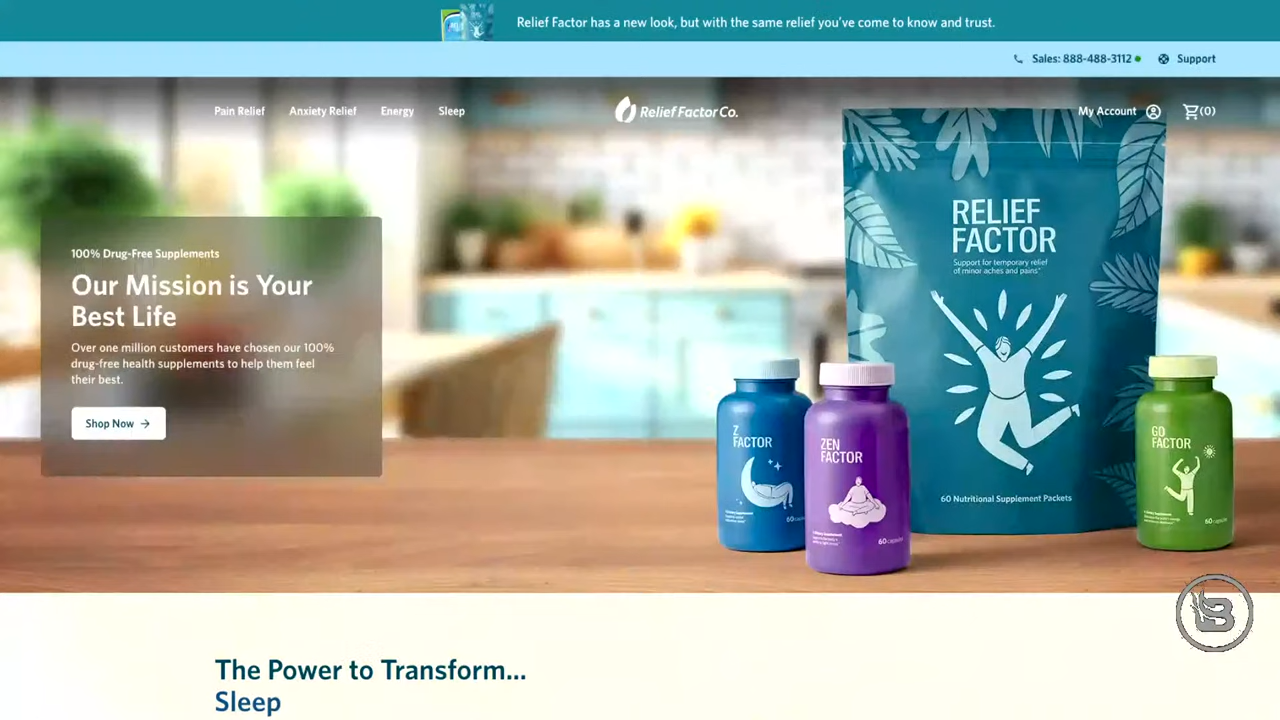 Relief Factor has a new look, but with the same relief you've come to know and trust.
Sales: 888-488-3112
Support
Pain Relief
Anxiety Relief
Energy
Sleep
Relief Factor Co.
My Account
(0)
100% Drug-Free Supplements
Our Mission is Your
Best Life
Over one million customers have chosen our 100%
drug-free health supplements to help them feel
their best.
Shop Now
RELIEF
FACTOR
Support for temporary relief
of minor aches and pains*
60 Nutritional Supplement Packets
Z
FACTOR
ZEN
FACTOR
60 capsules
GO
FACTOR
60 capsules
The Power to Transform...
Sleep